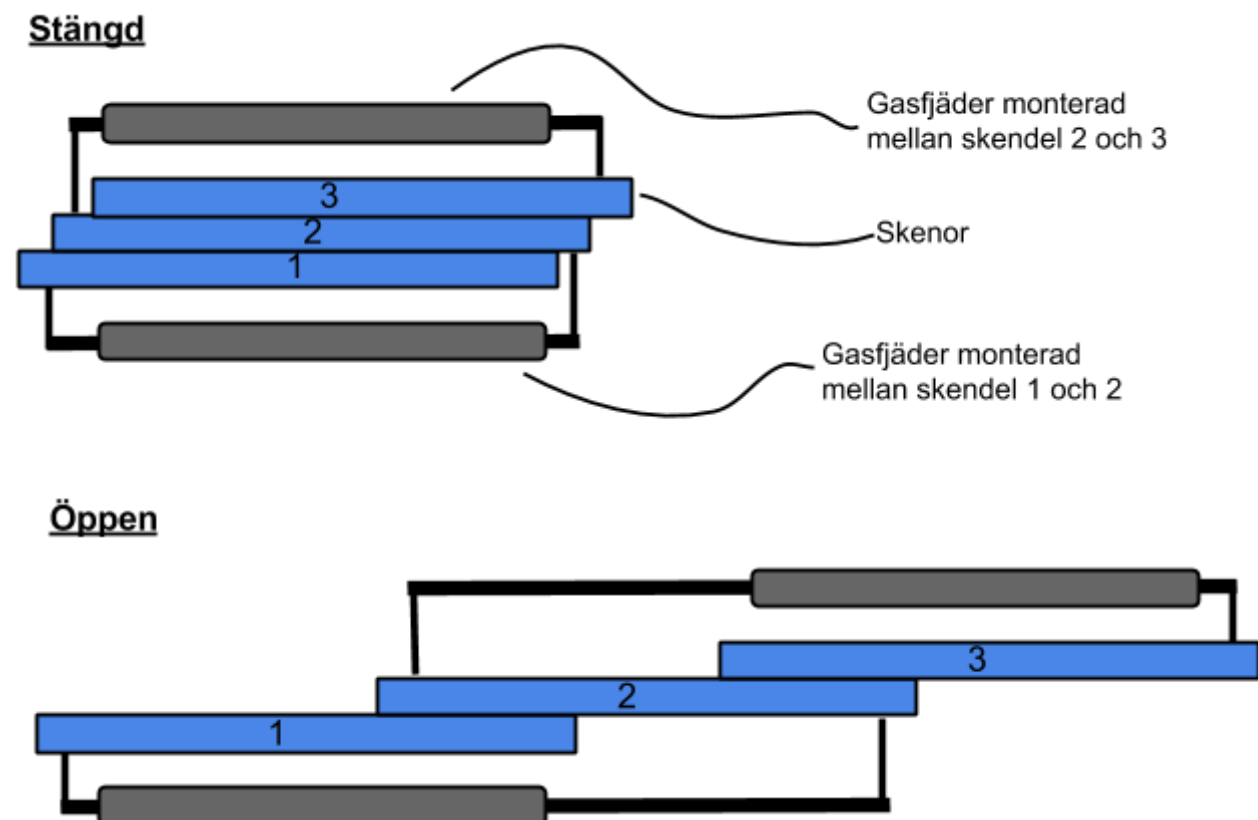 Stängd
Gasfjäder monterad
mellan skendel 2 och 3
3
Skenor
2
1
Gasfjäder monterad
mellan skendel 1 och 2
Öppen
3
2
1